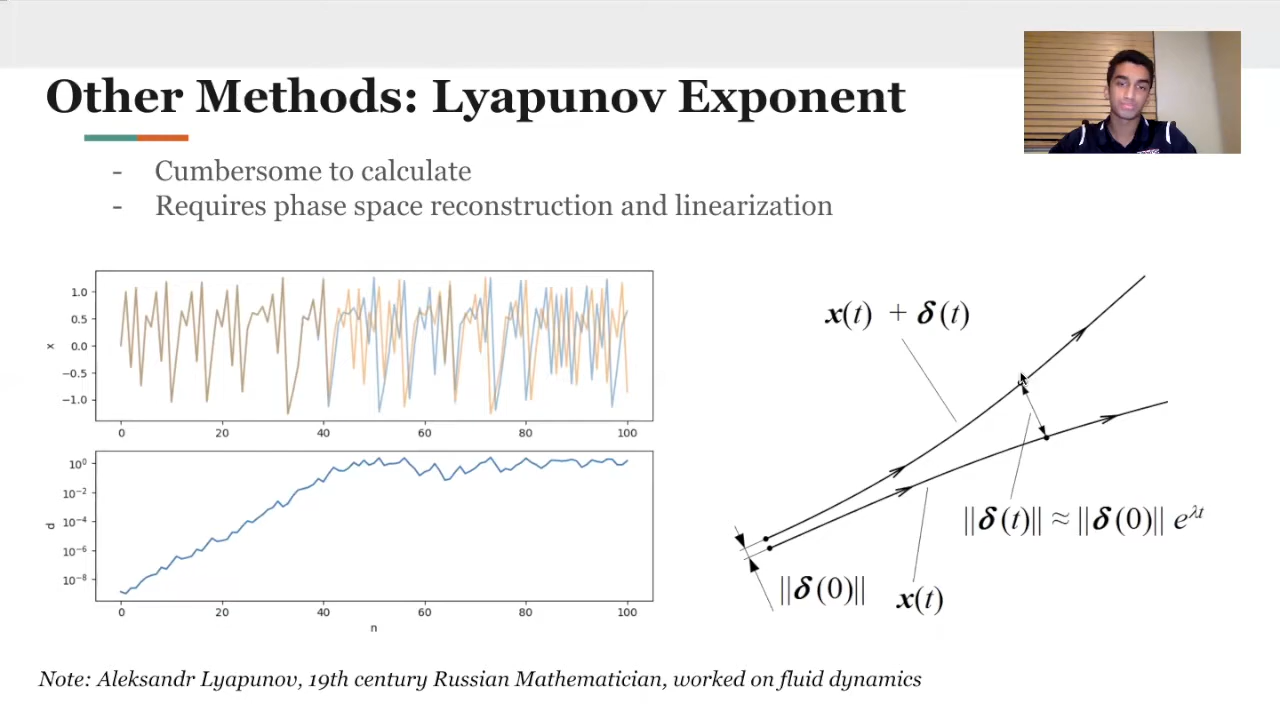 Other Methods: Lyapunov Exponent
- Cumbersome to calculate
- Requires phase space reconstruction and linearization
1.0
0.5
0.0
−0.5
−1.0
x
0 20 40 60 80 100
10⁰
10⁻²
10⁻⁴
10⁻⁶
10⁻⁸
d
0 20 40 60 80 100
n
x(t) + δ(t)
||δ(t)|| ≈ ||δ(0)|| e^λt
||δ(0)||
x(t)
Note: Aleksandr Lyapunov, 19th century Russian Mathematician, worked on fluid dynamics